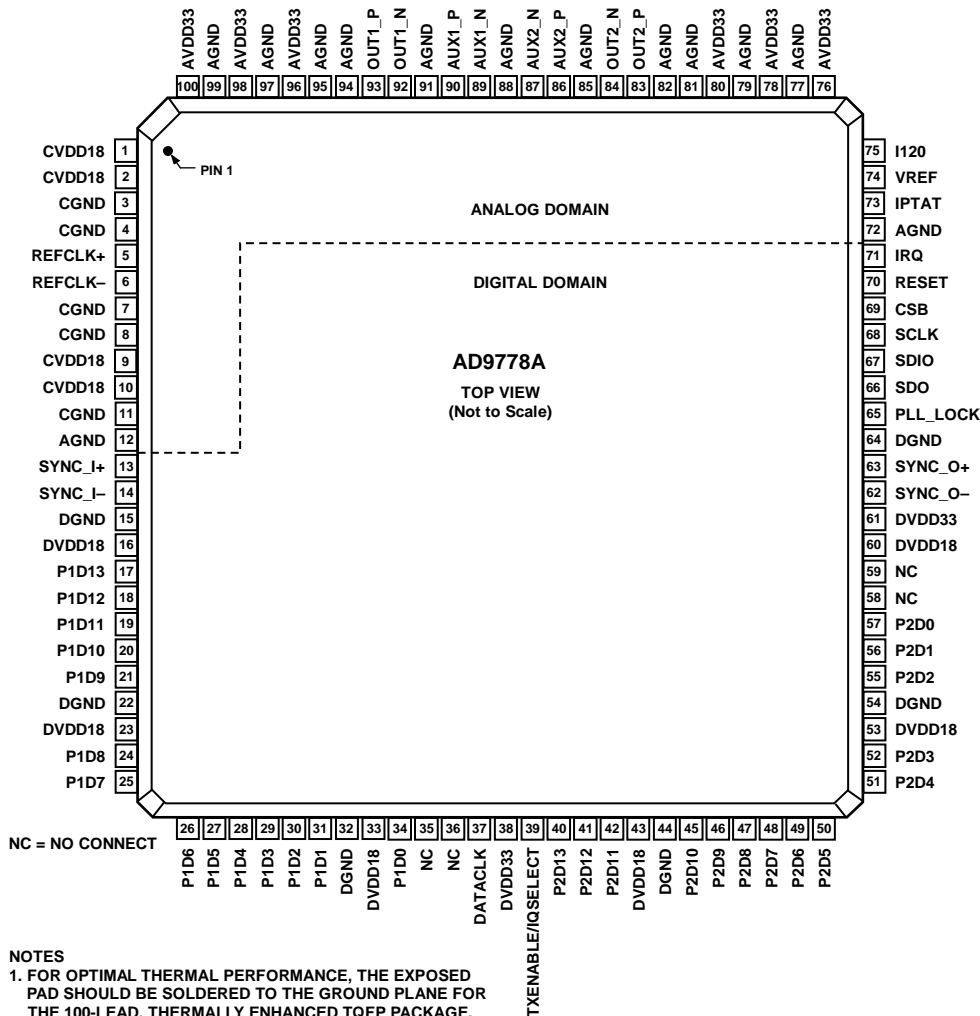 AVDD33
AGND
AVDD33
AGND
AVDD33
AGND
AGND
OUT1_P
OUT1_N
AGND
AUX1_P
AUX1_N
AGND
AUX2_N
AUX2_P
AGND
OUT2_N
OUT2_P
AGND
AGND
AVDD33
AGND
AVDD33
AGND
AVDD33
100 99 98 97 96 95 94 93 92 91 90 89 88 87 86 85 84 83 82 81 80 79 78 77 76
CVDD18 1
CVDD18 2
CGND 3
CGND 4
REFCLK+ 5
REFCLK– 6
CGND 7
CGND 8
CVDD18 9
CVDD18 10
CGND 11
AGND 12
SYNC_I+ 13
SYNC_I– 14
DGND 15
DVDD18 16
P1D13 17
P1D12 18
P1D11 19
P1D10 20
P1D9 21
DGND 22
DVDD18 23
P1D8 24
P1D7 25
PIN 1
ANALOG DOMAIN
DIGITAL DOMAIN
AD9778A
TOP VIEW
(Not to Scale)
75 I120
74 VREF
73 IPTAT
72 AGND
71 IRQ
70 RESET
69 CSB
68 SCLK
67 SDIO
66 SDO
65 PLL_LOCK
64 DGND
63 SYNC_O+
62 SYNC_O–
61 DVDD33
60 DVDD18
59 NC
58 NC
57 P2D0
56 P2D1
55 P2D2
54 DGND
53 DVDD18
52 P2D3
51 P2D4
26 27 28 29 30 31 32 33 34 35 36 37 38 39 40 41 42 43 44 45 46 47 48 49 50
P1D6
P1D5
P1D4
P1D3
P1D2
P1D1
DGND
DVDD18
P1D0
NC
NC
DATACLK
DVDD33
TXENABLE/IQSELECT
P2D13
P2D12
P2D11
DVDD18
DGND
P2D10
P2D9
P2D8
P2D7
P2D6
P2D5
NC = NO CONNECT
NOTES
1. FOR OPTIMAL THERMAL PERFORMANCE, THE EXPOSED
PAD SHOULD BE SOLDERED TO THE GROUND PLANE FOR
THE 100-LEAD, THERMALLY ENHANCED TQFP PACKAGE.